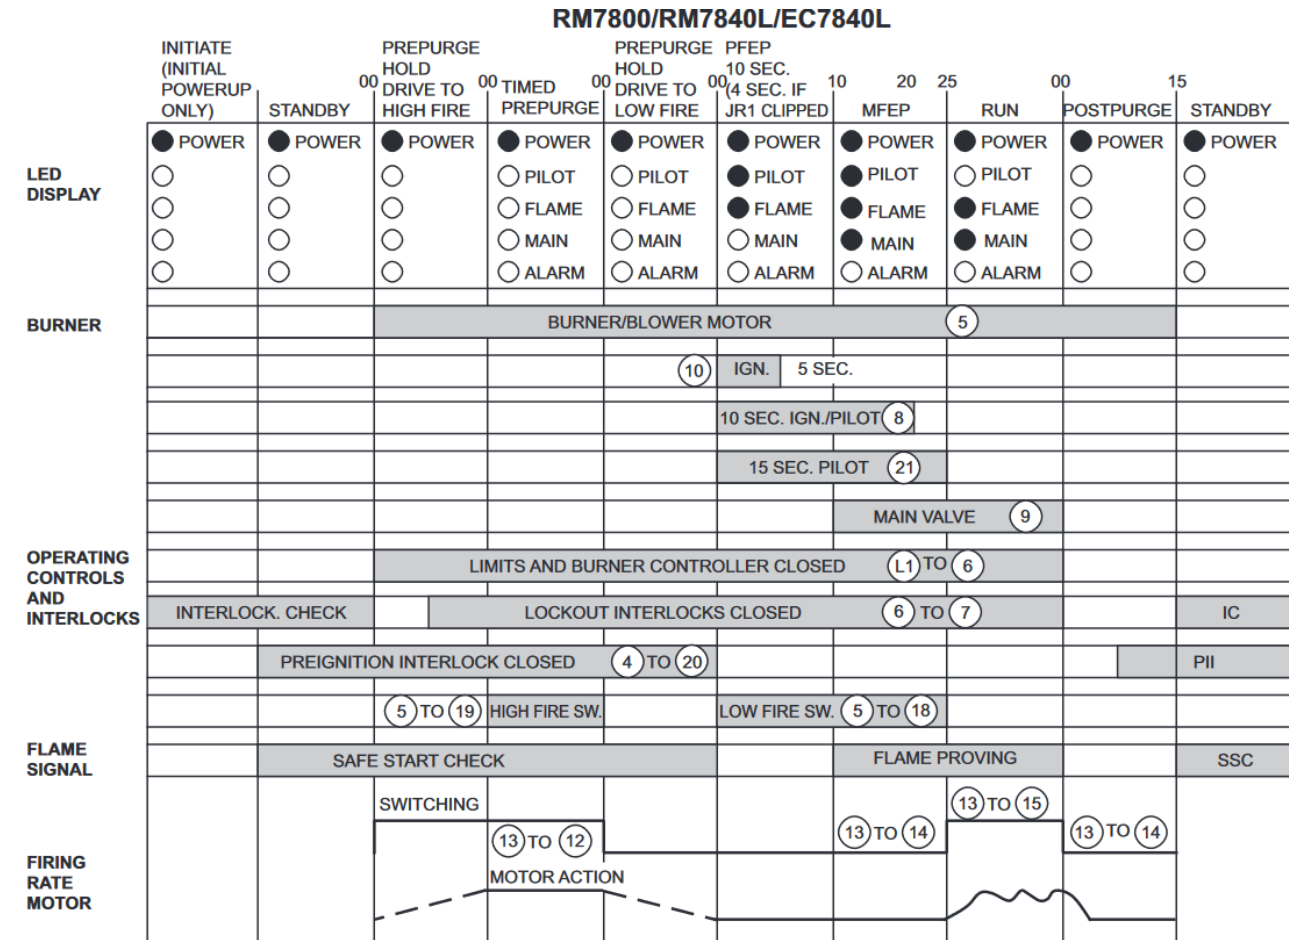 RM7800/RM7840L/EC7840L
INITIATE
(INITIAL
POWERUP
ONLY)
STANDBY
00
PREPURGE
HOLD
DRIVE TO
HIGH FIRE
00
TIMED
PREPURGE
00
PREPURGE
HOLD
DRIVE TO
LOW FIRE
00
PFEP
10 SEC.
(4 SEC. IF
JR1 CLIPPED
10
20
MFEP
25
RUN
00
POSTPURGE
15
STANDBY
LED
DISPLAY
POWER POWER POWER POWER POWER POWER POWER POWER POWER POWER
PILOT PILOT PILOT PILOT PILOT
FLAME FLAME FLAME FLAME FLAME
MAIN MAIN MAIN MAIN MAIN
ALARM ALARM ALARM ALARM ALARM
BURNER
BURNER/BLOWER MOTOR 5
10 IGN. 5 SEC.
10 SEC. IGN./PILOT 8
15 SEC. PILOT 21
MAIN VALVE 9
OPERATING
CONTROLS
AND
INTERLOCKS
LIMITS AND BURNER CONTROLLER CLOSED L1 TO 6
INTERLOCK. CHECK LOCKOUT INTERLOCKS CLOSED 6 TO 7 IC
PREIGNITION INTERLOCK CLOSED 4 TO 20 PII
5 TO 19 HIGH FIRE SW. LOW FIRE SW. 5 TO 18
FLAME
SIGNAL
SAFE START CHECK FLAME PROVING SSC
FIRING
RATE
MOTOR
SWITCHING 13 TO 15
13 TO 12 13 TO 14 13 TO 14
MOTOR ACTION